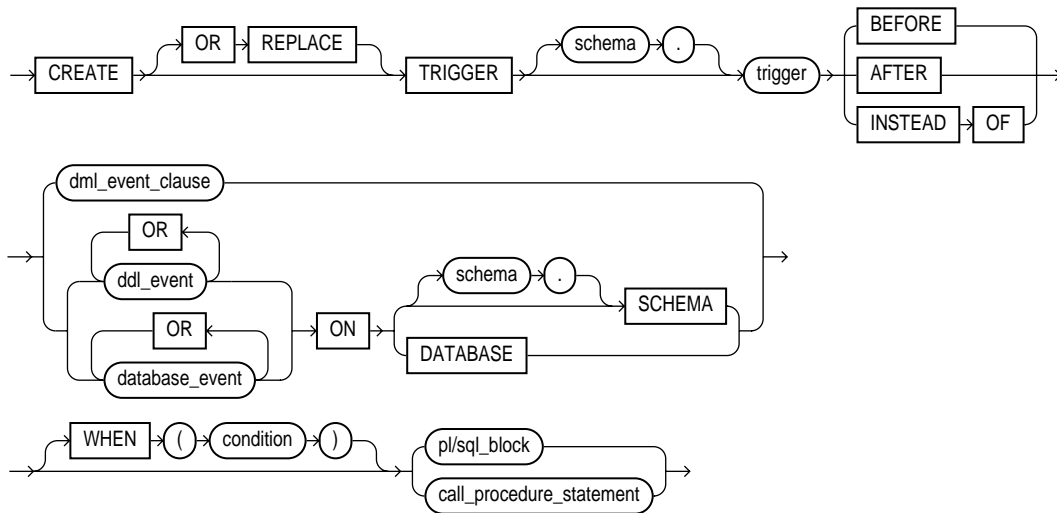 OR REPLACE schema . BEFORE
CREATE TRIGGER trigger AFTER
INSTEAD OF
dml_event_clause
OR
ddl_event schema .
OR ON SCHEMA
database_event DATABASE
WHEN ( condition ) pl/sql_block
call_procedure_statement